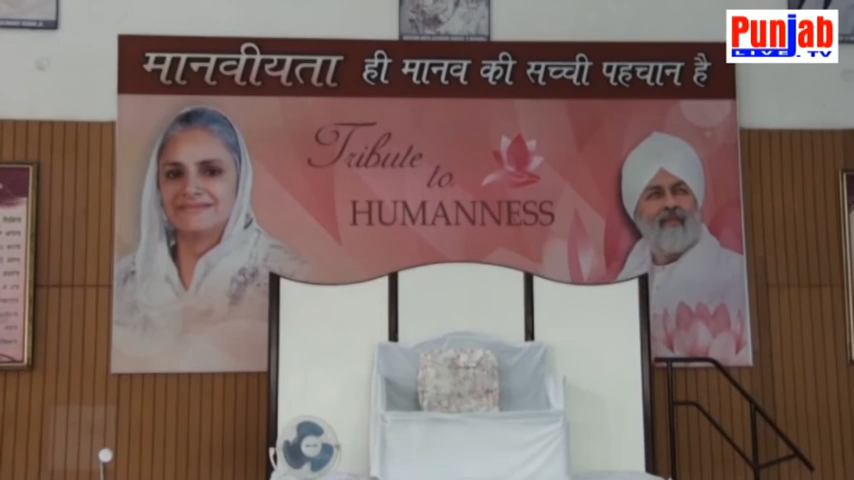 Punjab
LIVE.TV
मानवीयता ही मानव की सच्ची पहचान है
Tribute
to
HUMANNESS